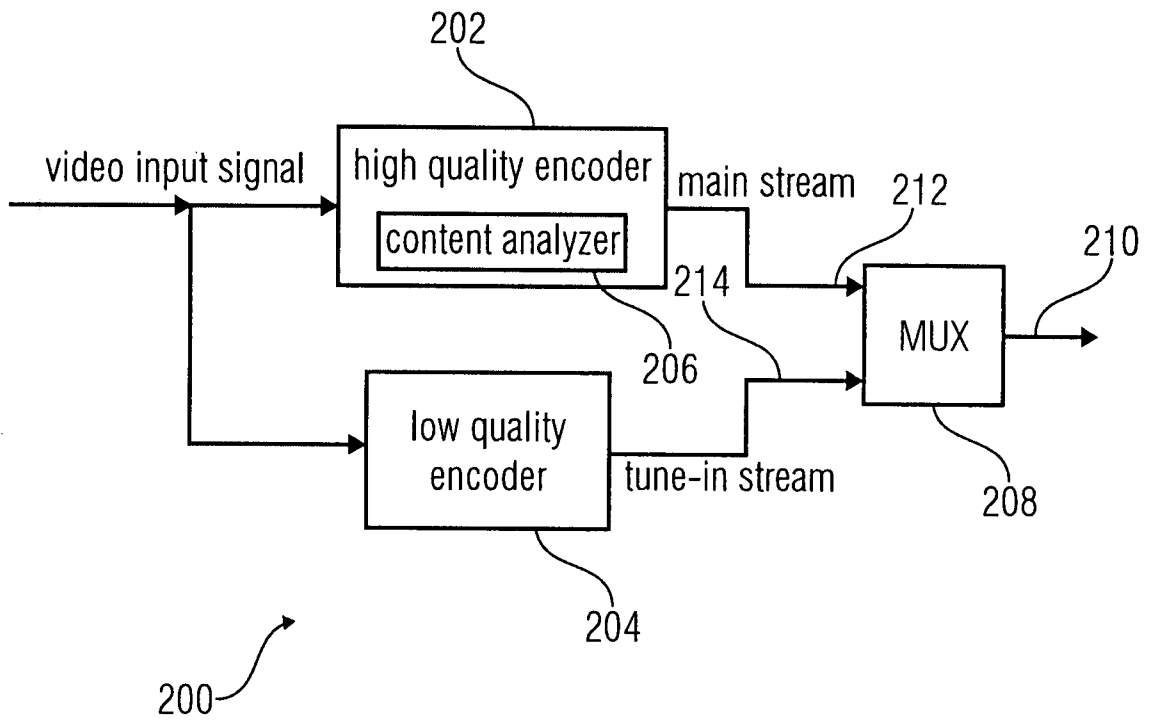 202
video input signal
high quality encoder
content analyzer
main stream
212
210
214
206
MUX
low quality
encoder
tune-in stream
208
204
200